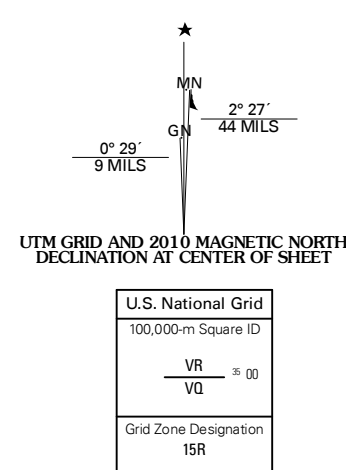 ★
MN
2° 27´
44 MILS
GN
0° 29´
9 MILS
UTM GRID AND 2010 MAGNETIC NORTH
DECLINATION AT CENTER OF SHEET
U.S. National Grid
100,000-m Square ID
VR
35 00
VQ
Grid Zone Designation
15R